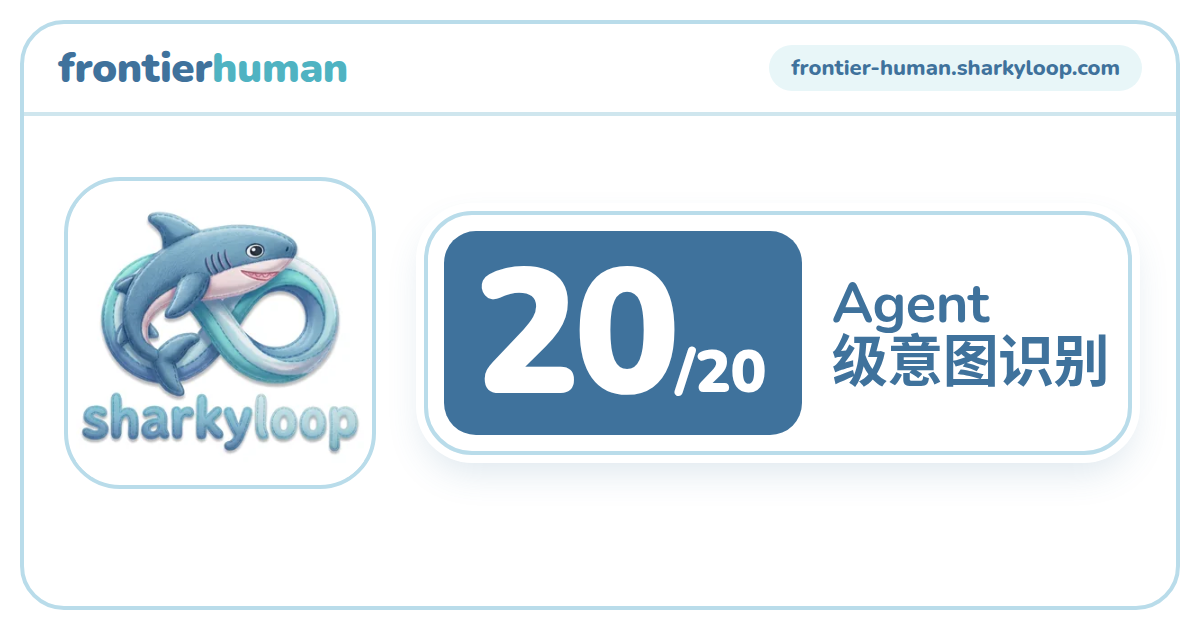 frontierhuman
frontier-human.sharkyloop.com
sharkyloop
20/20
Agent
级意图识别